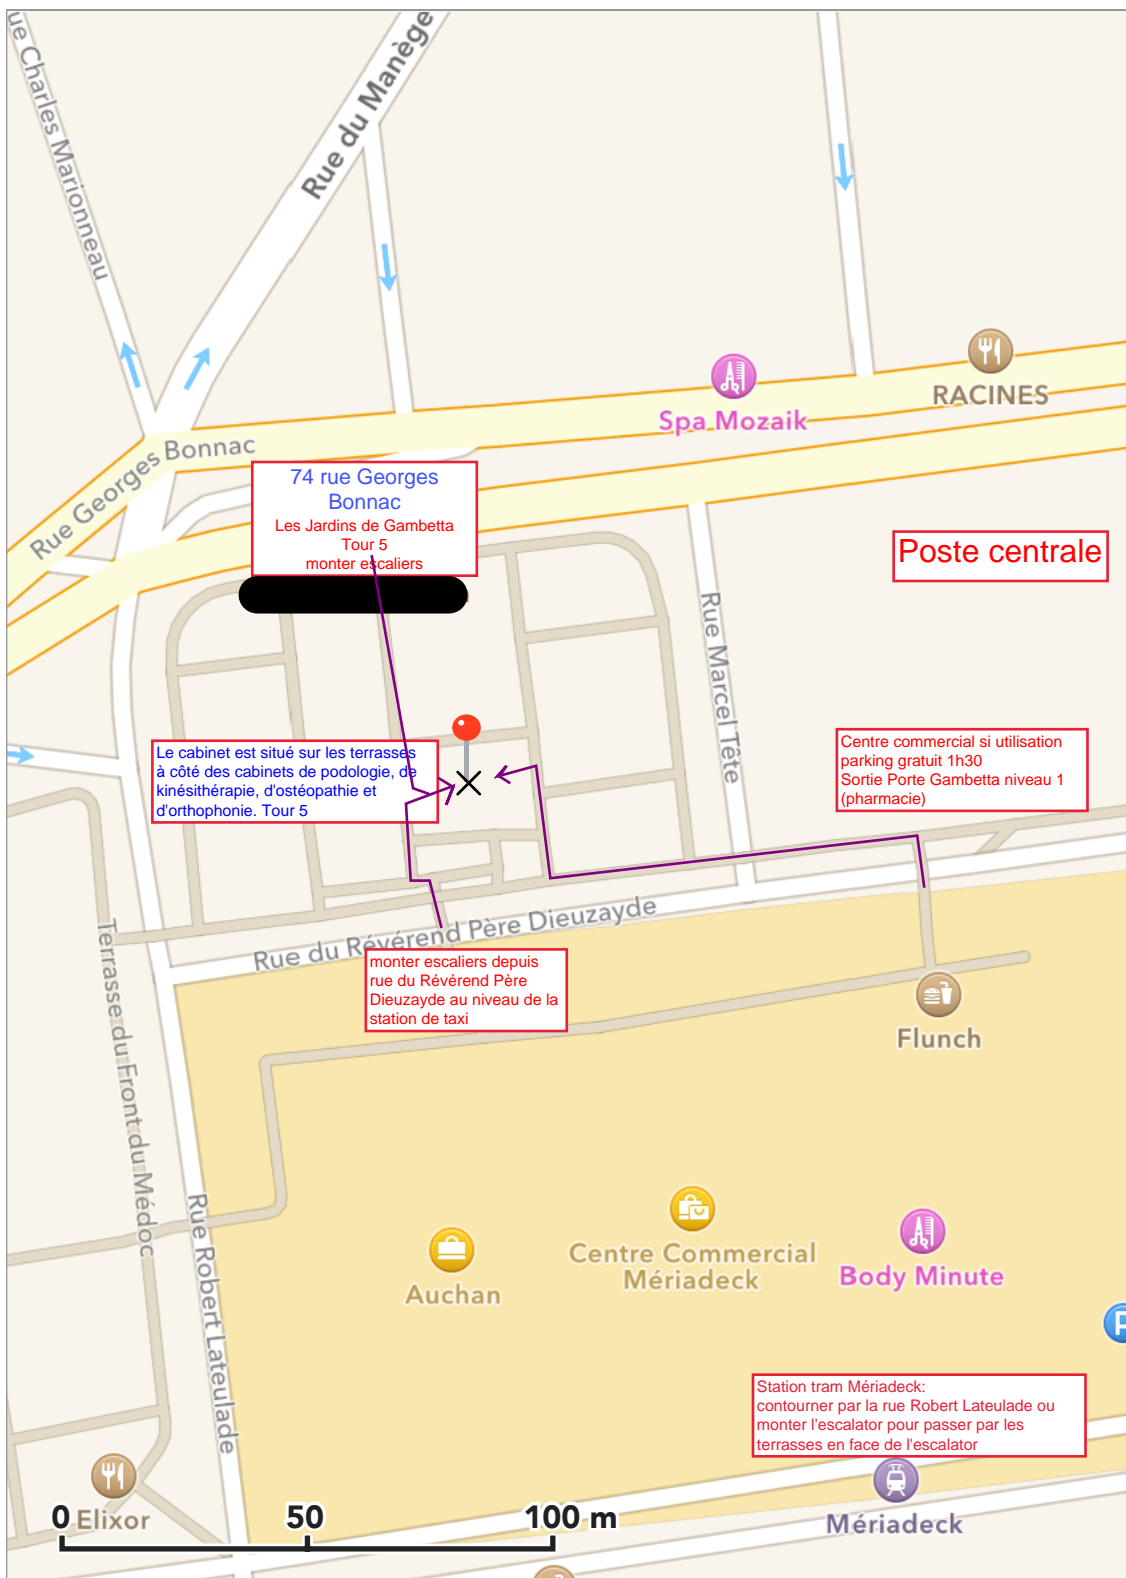 ue Charles Marionneau
Rue du Manège
Spa Mozaik
RACINES
Rue Georges Bonnac
74 rue Georges
Bonnac
Les Jardins de Gambetta
Tour 5
monter escaliers
Poste centrale
Rue Marcel Tête
Le cabinet est situé sur les terrasses
à côté des cabinets de podologie, de
kinésithérapie, d'ostéopathie et
d'orthophonie. Tour 5
Centre commercial si utilisation
parking gratuit 1h30
Sortie Porte Gambetta niveau 1
(pharmacie)
Rue du Révérend Père Dieuzayde
monter escaliers depuis
rue du Révérend Père
Dieuzayde au niveau de la
station de taxi
Terrasse du Front du Médoc
Flunch
Rue Robert Lateulade
Auchan
Centre Commercial
Mériadeck
Body Minute
P
Station tram Mériadeck:
contourner par la rue Robert Lateulade ou
monter l'escalator pour passer par les
terrasses en face de l'escalator
Elixor
0 50 100 m
Mériadeck